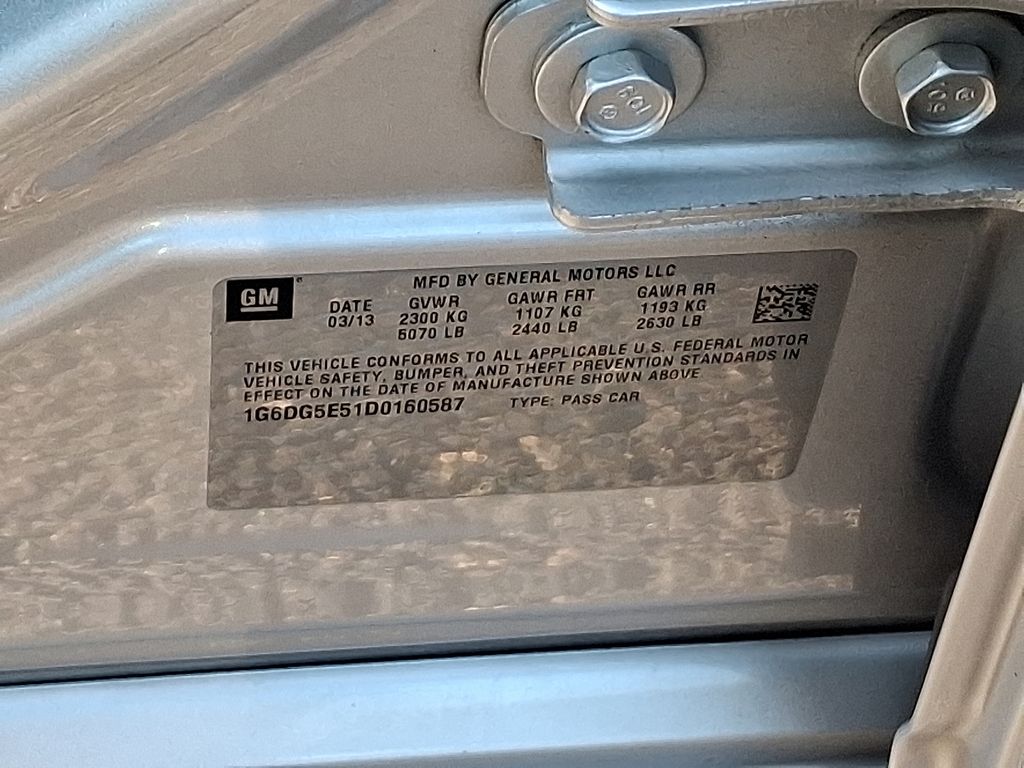 109
109
GM
MFD BY GENERAL MOTORS LLC
DATE GVWR GAWR FRT GAWR RR
03/13 2300 KG 1107 KG 1193 KG
5070 LB 2440 LB 2630 LB
THIS VEHICLE CONFORMS TO ALL APPLICABLE U.S. FEDERAL MOTOR
VEHICLE SAFETY, BUMPER, AND THEFT PREVENTION STANDARDS IN
EFFECT ON THE DATE OF MANUFACTURE SHOWN ABOVE
1G6DG5E51D0160587 TYPE: PASS CAR